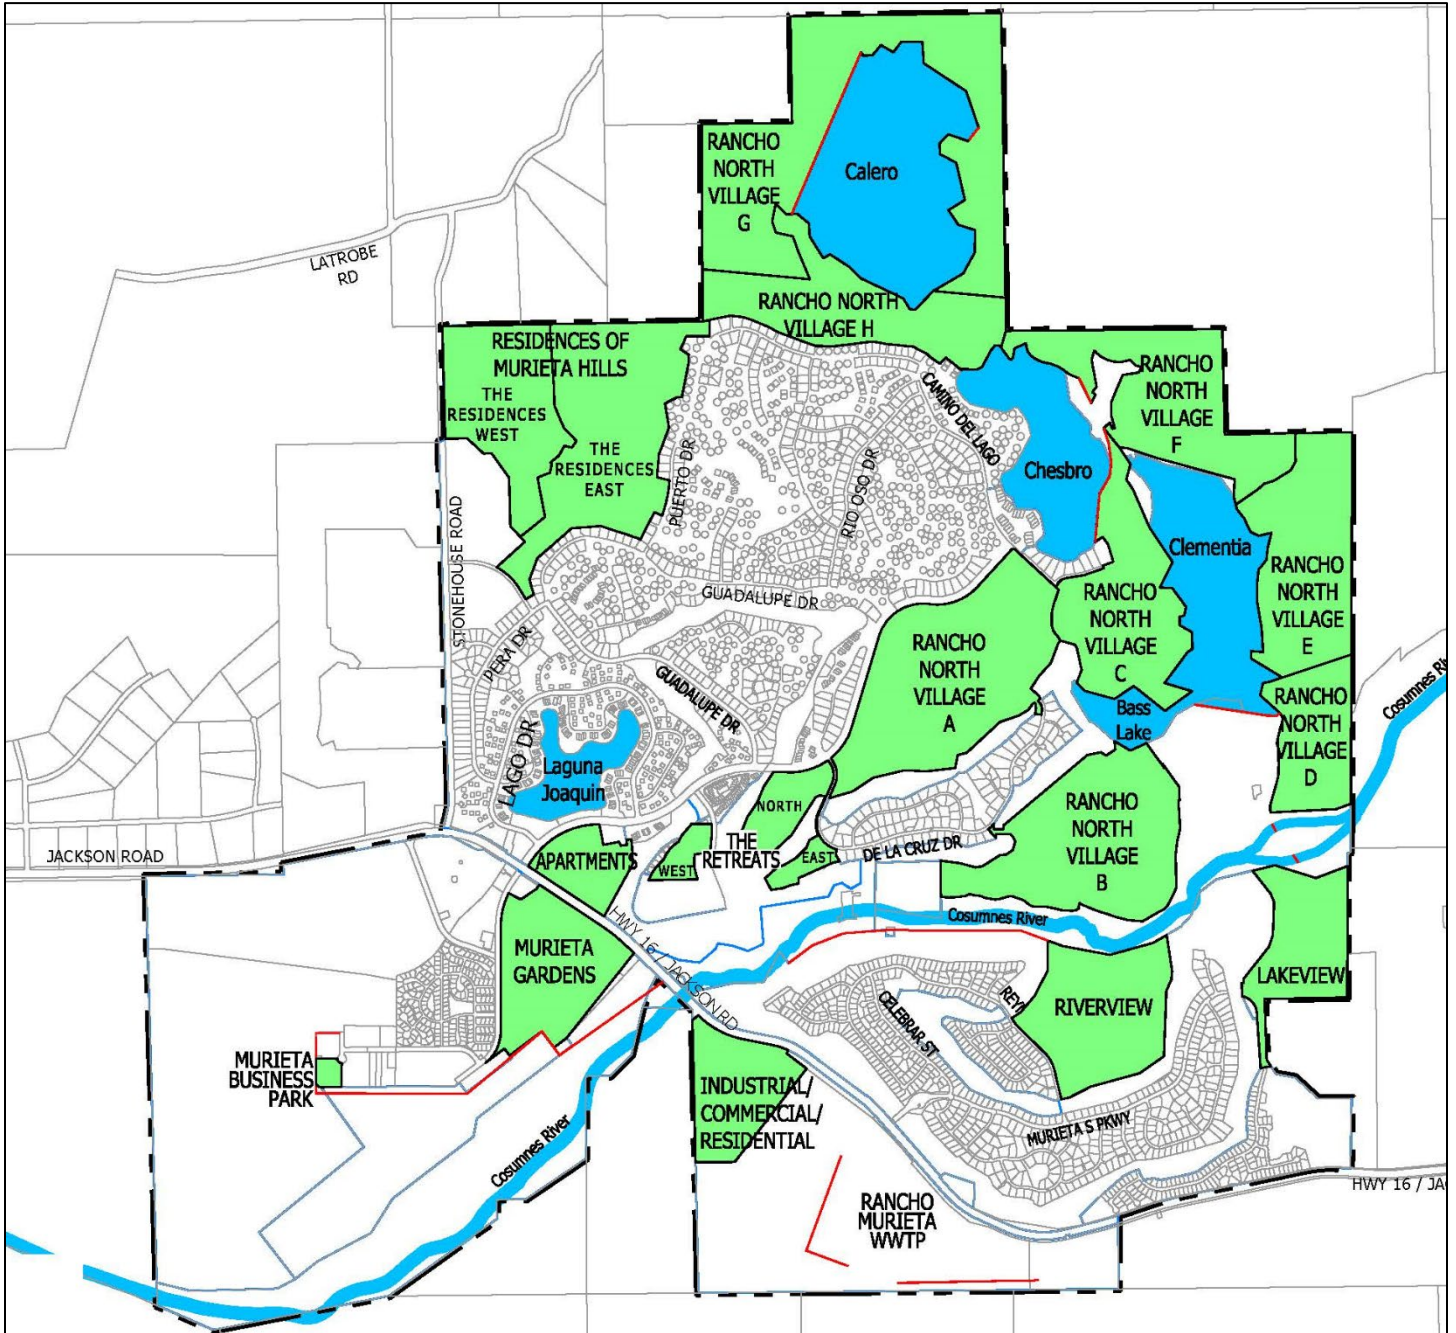 RANCHO
NORTH
VILLAGE
G
Calero
LATROBE
RD
RANCHO NORTH
VILLAGE H
RESIDENCES OF
MURIETA HILLS
THE
RESIDENCES
WEST
THE
RESIDENCES
EAST
RANCHO
NORTH
VILLAGE
F
CAMINO DEL LAGO
Chesbro
PUERTO DR
RIO OSO DR
STONEHOUSE ROAD
Clementia
RANCHO
NORTH
VILLAGE
E
GUADALUPE DR
RANCHO
NORTH
VILLAGE
C
RANCHO
NORTH
VILLAGE
A
PERA DR
GUADALUPE DR
LAGO DR
Laguna
Joaquin
Bass
Lake
RANCHO
NORTH
VILLAGE
D
Cosumnes Ri
NORTH
THE
RETREATS
WEST
EAST
DE LA CRUZ DR
RANCHO
NORTH
VILLAGE
B
JACKSON ROAD
APARTMENTS
HWY 16 / JACKSON RD
Cosumnes River
MURIETA
GARDENS
LAKEVIEW
RIVERVIEW
REYI
CELEBRAR ST
MURIETA
BUSINESS
PARK
INDUSTRIAL/
COMMERCIAL/
RESIDENTIAL
MURIETA S PKWY
Cosumnes River
RANCHO
MURIETA
WWTP
HWY 16 / JA